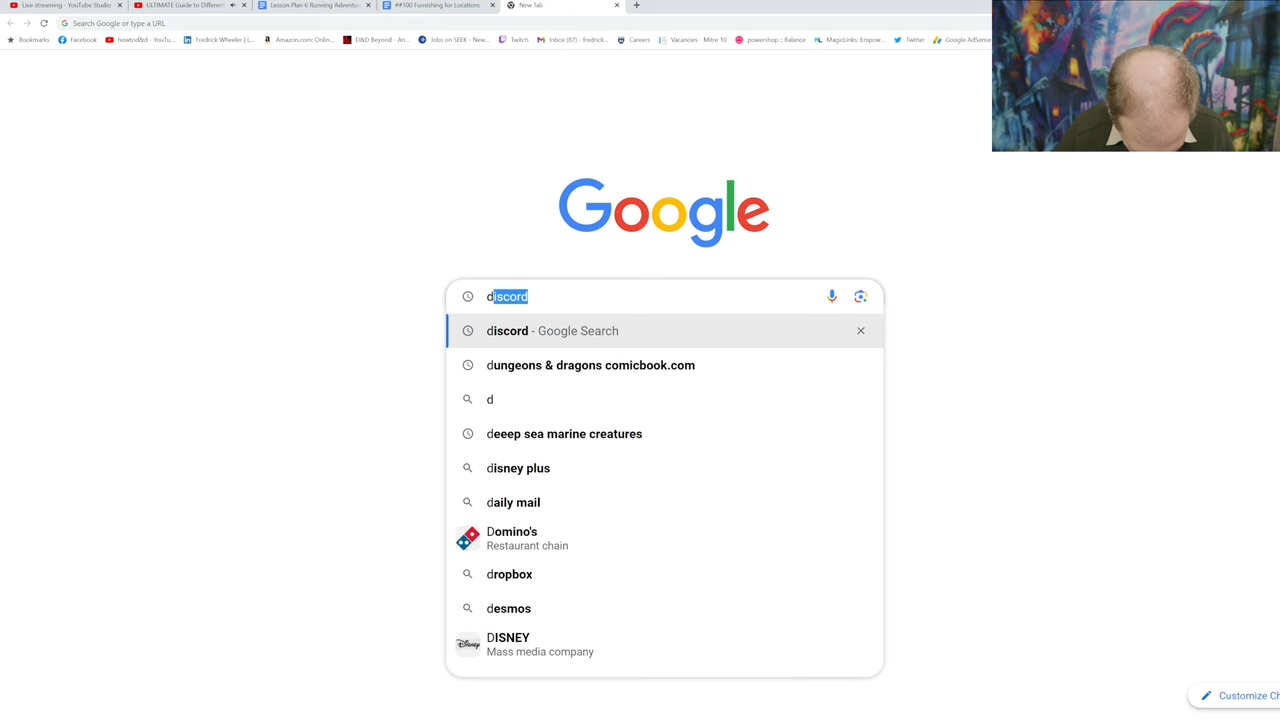 Live streaming - YouTube Studio
ULTIMATE Guide to Different
Lesson Plan 6 Running Adventur
##100 Furnishing for Locations
New Tab
Search Google or type a URL
Bookmarks
Facebook
howtod&d - YouTu...
Fredrick Wheeler | L...
Amazon.com: Onlin...
D&D Beyond - An...
Jobs on SEEK - New...
Twitch
Inbox (87) - fredrick...
Careers
Vacancies - Mitre 10
powershop :: Balance
MagicLinks: Empow...
Twitter
Google AdSense
Google
discord
discord - Google Search
dungeons & dragons comicbook.com
d
deeep sea marine creatures
disney plus
daily mail
Domino's
Restaurant chain
dropbox
desmos
DISNEY
Mass media company
Customize Ch